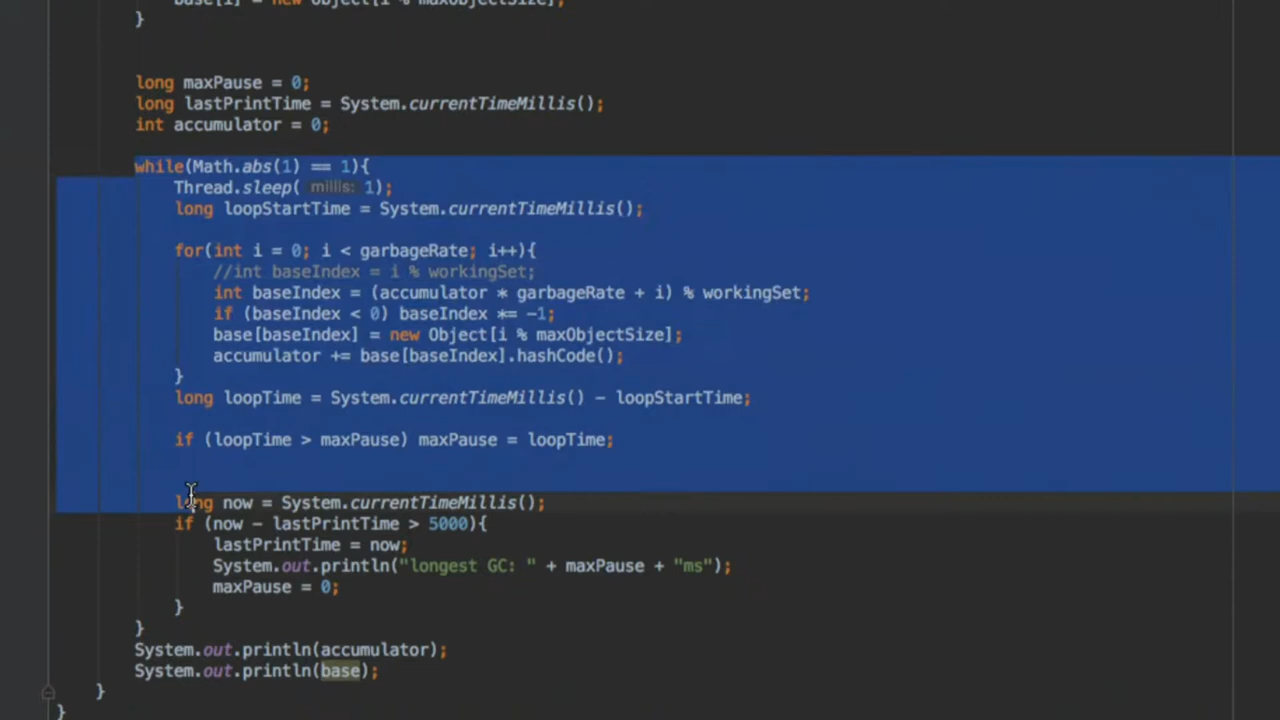 base[i] = new Object[i % maxObjectSize];
}
long maxPause = 0;
long lastPrintTime = System.currentTimeMillis();
int accumulator = 0;
while(Math.abs(1) == 1){
Thread.sleep( millis: 1);
long loopStartTime = System.currentTimeMillis();
for(int i = 0; i < garbageRate; i++){
//int baseIndex = i % workingSet;
int baseIndex = (accumulator * garbageRate + i) % workingSet;
if (baseIndex < 0) baseIndex *= -1;
base[baseIndex] = new Object[i % maxObjectSize];
accumulator += base[baseIndex].hashCode();
}
long loopTime = System.currentTimeMillis() - loopStartTime;
if (loopTime > maxPause) maxPause = loopTime;
long now = System.currentTimeMillis();
if (now - lastPrintTime > 5000){
lastPrintTime = now;
System.out.println("longest GC: " + maxPause + "ms");
maxPause = 0;
}
}
System.out.println(accumulator);
System.out.println(base);
}
}